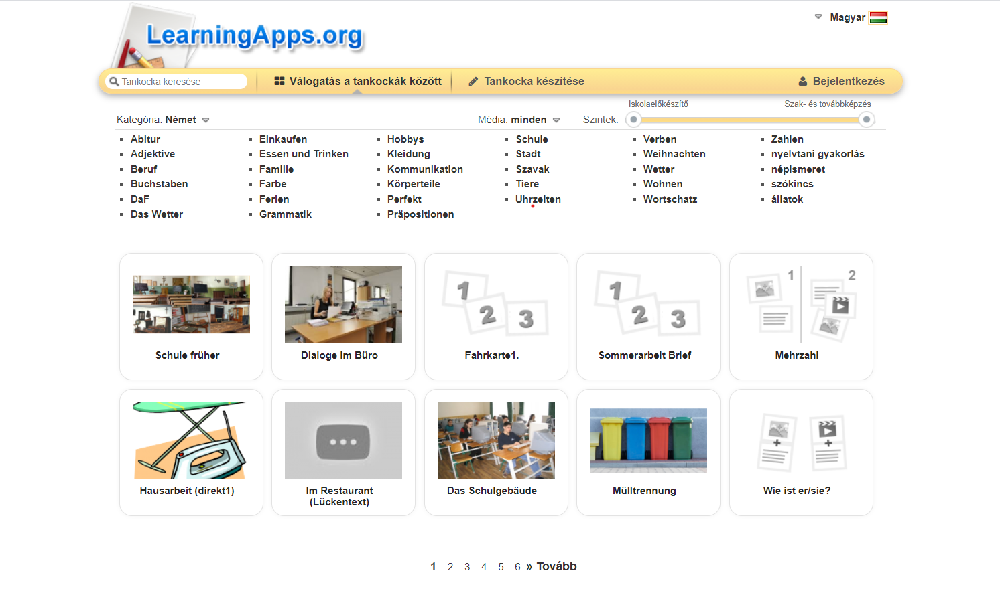 LearningApps.org
Magyar
Tankocka keresése
Válogatás a tankockák között
Tankocka készítése
Bejelentkezés
Iskolaelőkészítő
Szak- és továbbképzés
Kategória: Német
Média: minden
Szintek:
Abitur
Adjektive
Beruf
Buchstaben
DaF
Das Wetter
Einkaufen
Essen und Trinken
Familie
Farbe
Ferien
Grammatik
Hobbys
Kleidung
Kommunikation
Körperteile
Perfekt
Präpositionen
Schule
Stadt
Szavak
Tiere
Uhrzeiten
Verben
Weihnachten
Wetter
Wohnen
Wortschatz
Zahlen
nyelvtani gyakorlás
népismeret
szókincs
állatok
Schule früher
Dialoge im Büro
1
2
3
Fahrkarte1.
1
2
3
Sommerarbeit Brief
1
2
Mehrzahl
Hausarbeit (direkt1)
Im Restaurant
(Lückentext)
Das Schulgebäude
Mülltrennung
Wie ist er/sie?
1 2 3 4 5 6 » Tovább